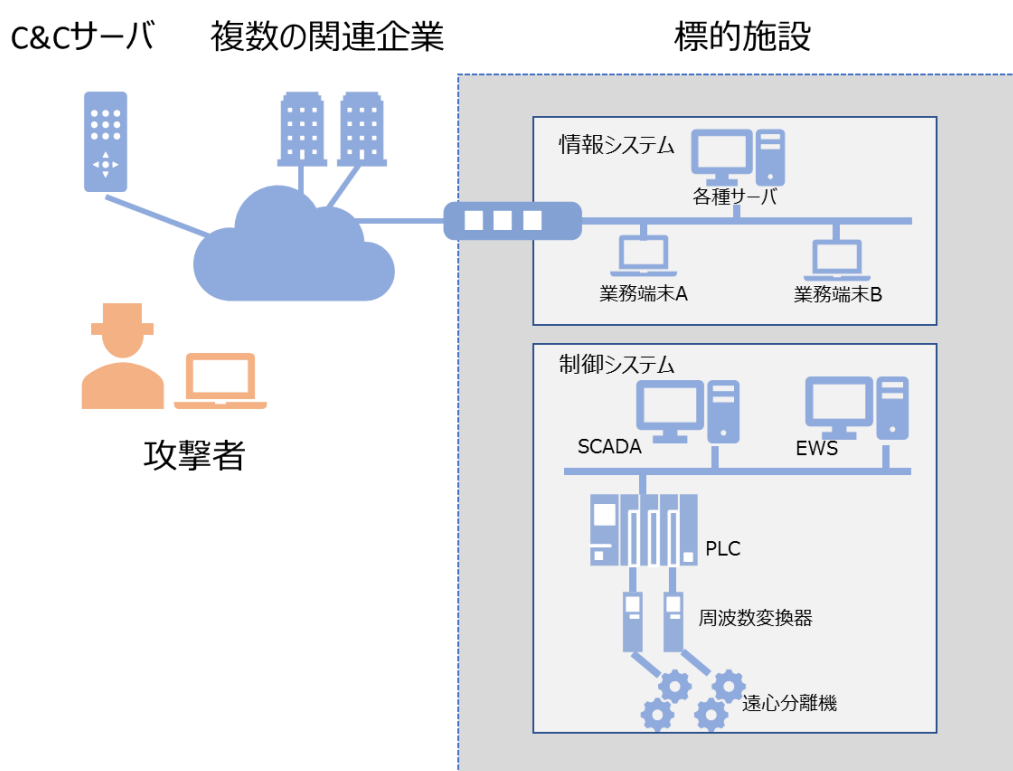 C&Cサーバ
複数の関連企業
標的施設
情報システム
各種サーバ
業務端末A
業務端末B
攻撃者
制御システム
SCADA
EWS
PLC
周波数変換器
遠心分離機